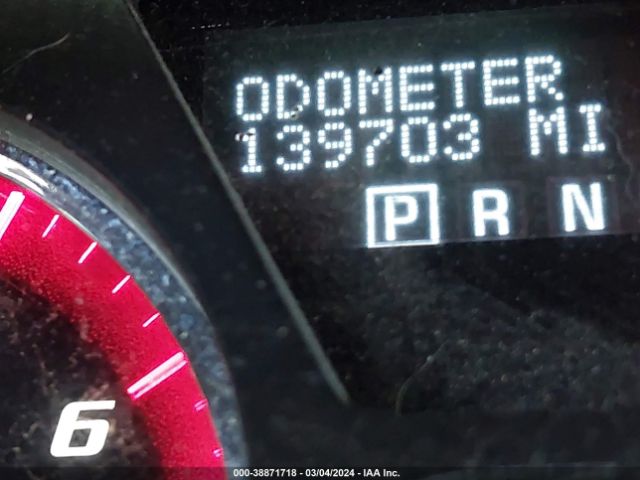 ODOMETER
139703 MI
P R N
6
000-38871718 - 03/04/2024 - IAA Inc.